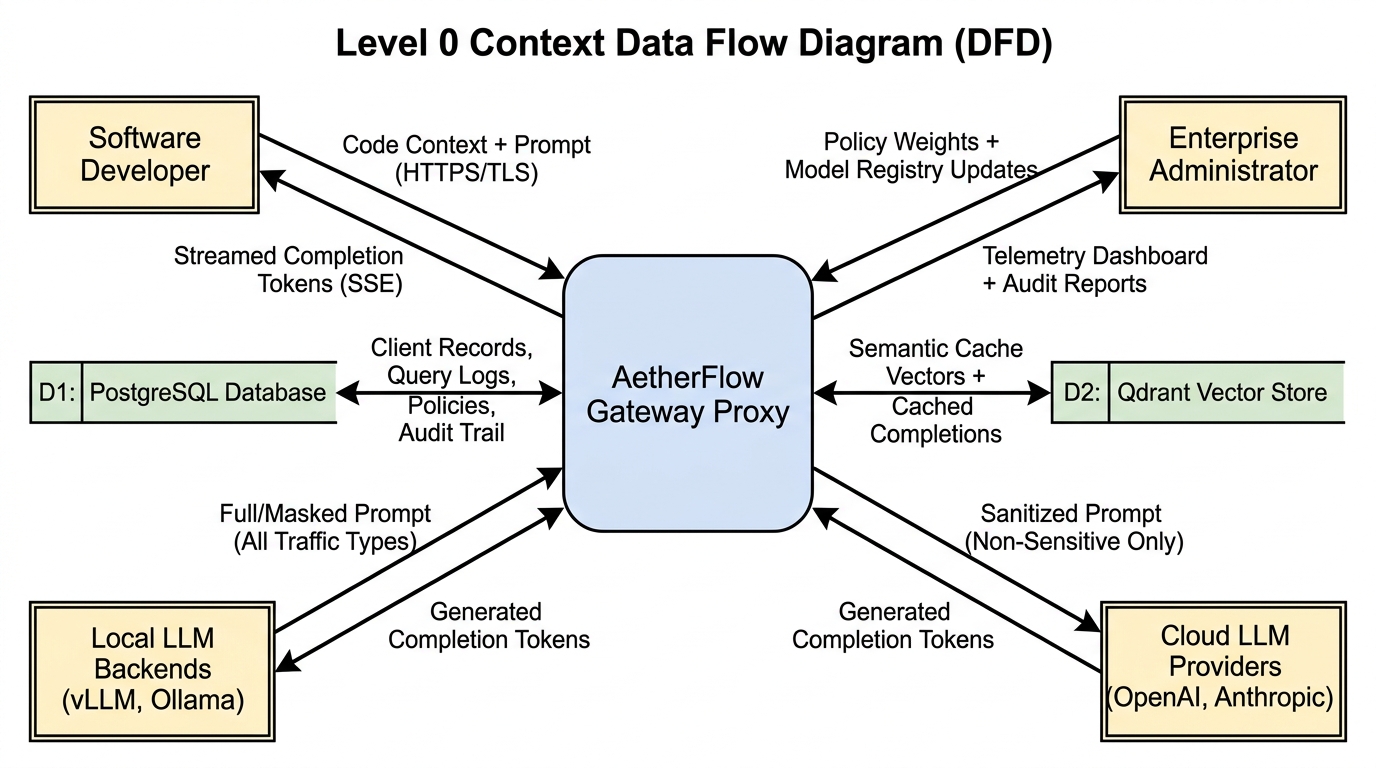 Level 0 Context Data Flow Diagram (DFD)
Software
Developer
Code Context + Prompt
(HTTPS/TLS)
Policy Weights +
Model Registry Updates
Enterprise
Administrator
Streamed Completion
Tokens (SSE)
Telemetry Dashboard
+ Audit Reports
D1: PostgreSQL Database
Client Records,
Query Logs,
Policies,
Audit Trail
AetherFlow
Gateway Proxy
Semantic Cache
Vectors +
Cached
Completions
D2: Qdrant Vector Store
Full/Masked Prompt
(All Traffic Types)
Sanitized Prompt
(Non-Sensitive Only)
Local LLM
Backends
(vLLM, Ollama)
Generated
Completion Tokens
Generated
Completion Tokens
Cloud LLM
Providers
(OpenAI, Anthropic)